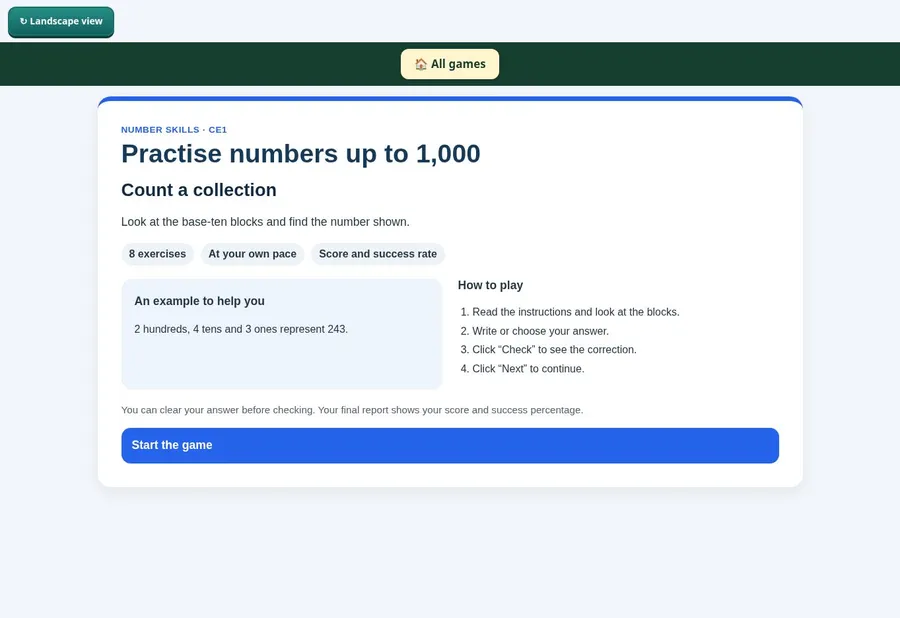 ↻ Landscape view
🏠 All games
NUMBER SKILLS · CE1
Practise numbers up to 1,000
Count a collection
Look at the base-ten blocks and find the number shown.
8 exercises At your own pace Score and success rate
An example to help you
2 hundreds, 4 tens and 3 ones represent 243.
How to play
1. Read the instructions and look at the blocks.
2. Write or choose your answer.
3. Click “Check” to see the correction.
4. Click “Next” to continue.
You can clear your answer before checking. Your final report shows your score and success percentage.
Start the game